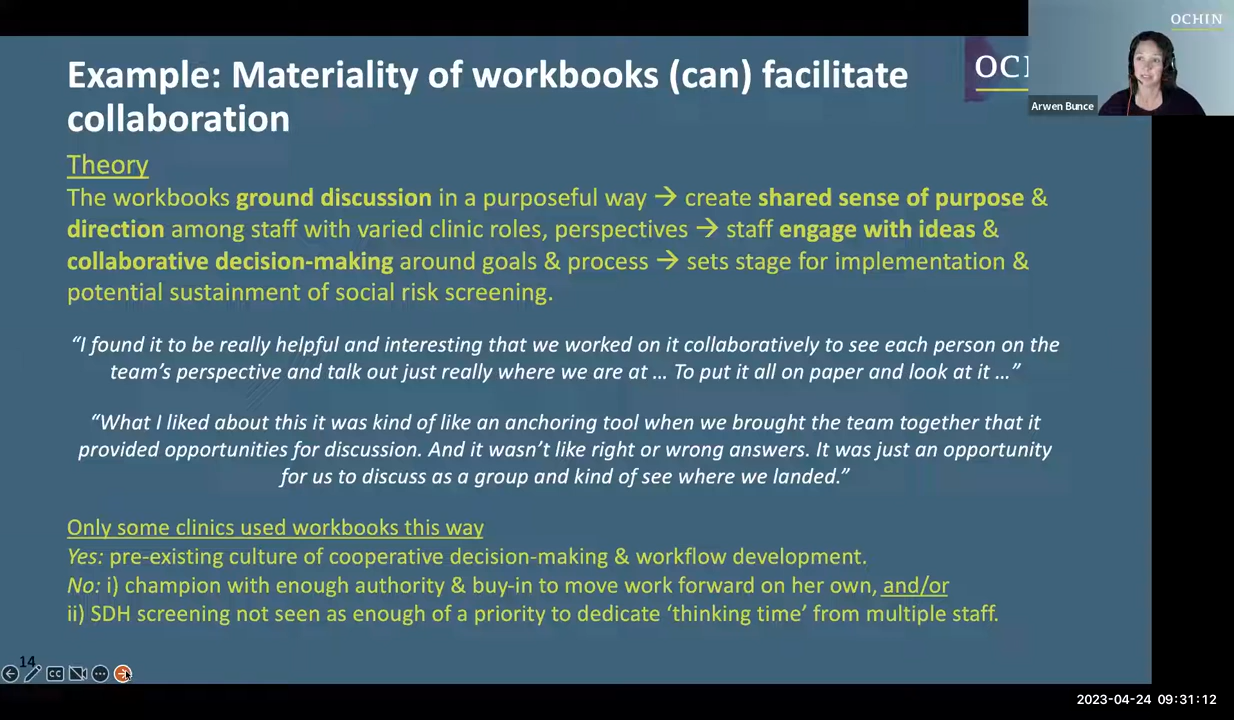 OCHIN
Example: Materiality of workbooks (can) facilitate
collaboration
OCI
Arwen Bunce
Theory
The workbooks ground discussion in a purposeful way → create shared sense of purpose &
direction among staff with varied clinic roles, perspectives → staff engage with ideas &
collaborative decision-making around goals & process → sets stage for implementation &
potential sustainment of social risk screening.
“I found it to be really helpful and interesting that we worked on it collaboratively to see each person on the
team’s perspective and talk out just really where we are at … To put it all on paper and look at it …”
“What I liked about this it was kind of like an anchoring tool when we brought the team together that it
provided opportunities for discussion. And it wasn’t like right or wrong answers. It was just an opportunity
for us to discuss as a group and kind of see where we landed.”
Only some clinics used workbooks this way
Yes: pre-existing culture of cooperative decision-making & workflow development.
No: i) champion with enough authority & buy-in to move work forward on her own, and/or
ii) SDH screening not seen as enough of a priority to dedicate ‘thinking time’ from multiple staff.
14
CC
2023-04-24 09:31:12